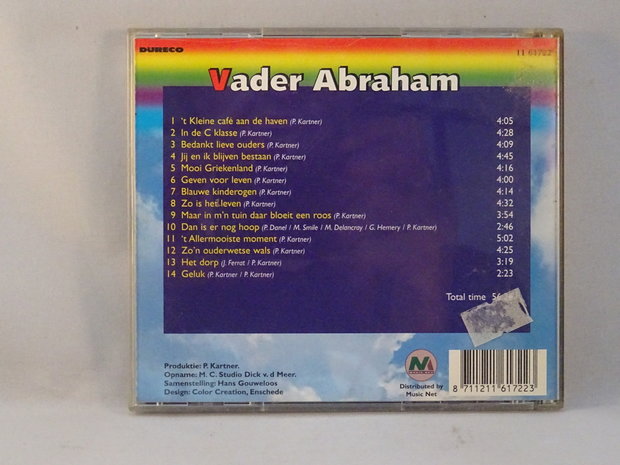 DURECO
11 61722
Vader Abraham
1 't Kleine café aan de haven (P. Kartner) 4:05
2 In de C klasse (P. Kartner) 4:28
3 Bedankt lieve ouders (P. Kartner) 4:09
4 Jij en ik blijven bestaan (P. Kartner) 4:45
5 Mooi Griekenland (P. Kartner) 4:16
6 Geven voor leven (P. Kartner) 4:00
7 Blauwe kinderogen (P. Kartner) 4:14
8 Zo is het leven (P. Kartner) 4:32
9 Maar in m'n tuin daar bloeit een roos (P. Kartner) 3:54
10 Dan is er nog hoop (P. Danel / M. Smile / M. Delancray / G. Hemery / P. Kartner) 2:46
11 't Allermooiste moment (P. Kartner) 5:02
12 Zo'n ouderwetse wals (P. Kartner) 4:25
13 Het dorp (J. Ferrat / P. Kartner) 3:19
14 Geluk (P. Kartner / P. Kartner) 2:23
Total time
Produktie: P. Kartner.
Opname: M. C. Studio Dick v. d Meer.
Samenstelling: Hans Gouweloos
Design: Color Creation, Enschede
Distributed by
Music Net
8 711211 617223